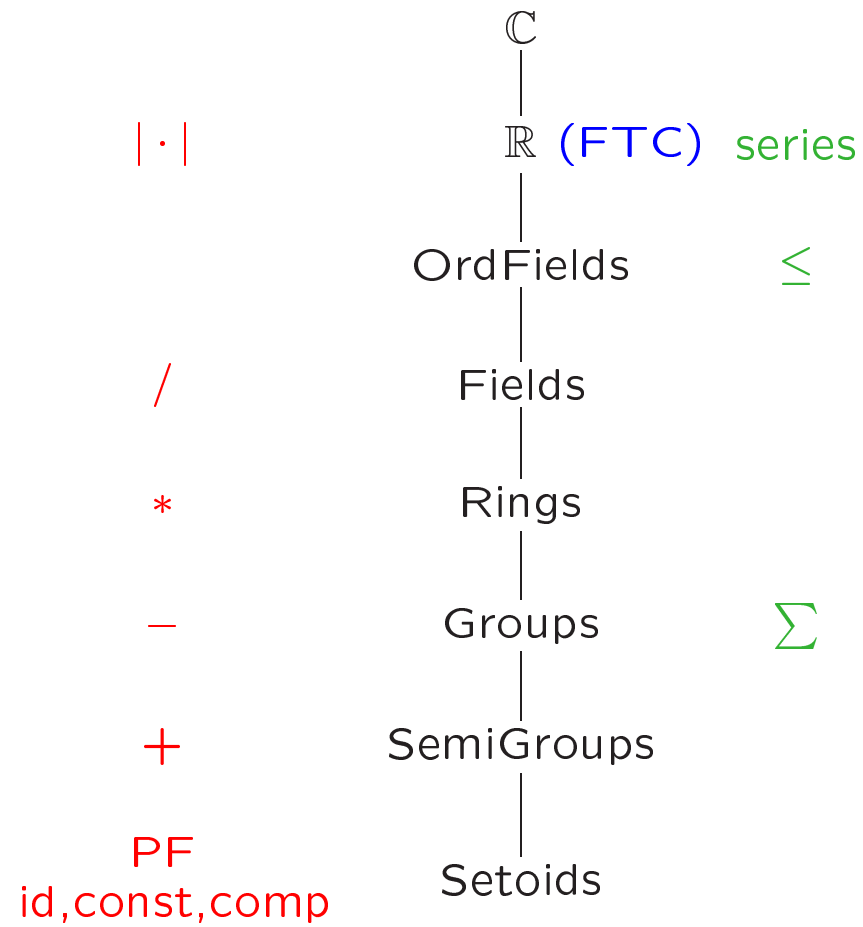 ℂ
|·| ℝ (FTC) series
OrdFields ≤
/ Fields
* Rings
− Groups ∑
+ SemiGroups
PF
Setoids
id,const,comp